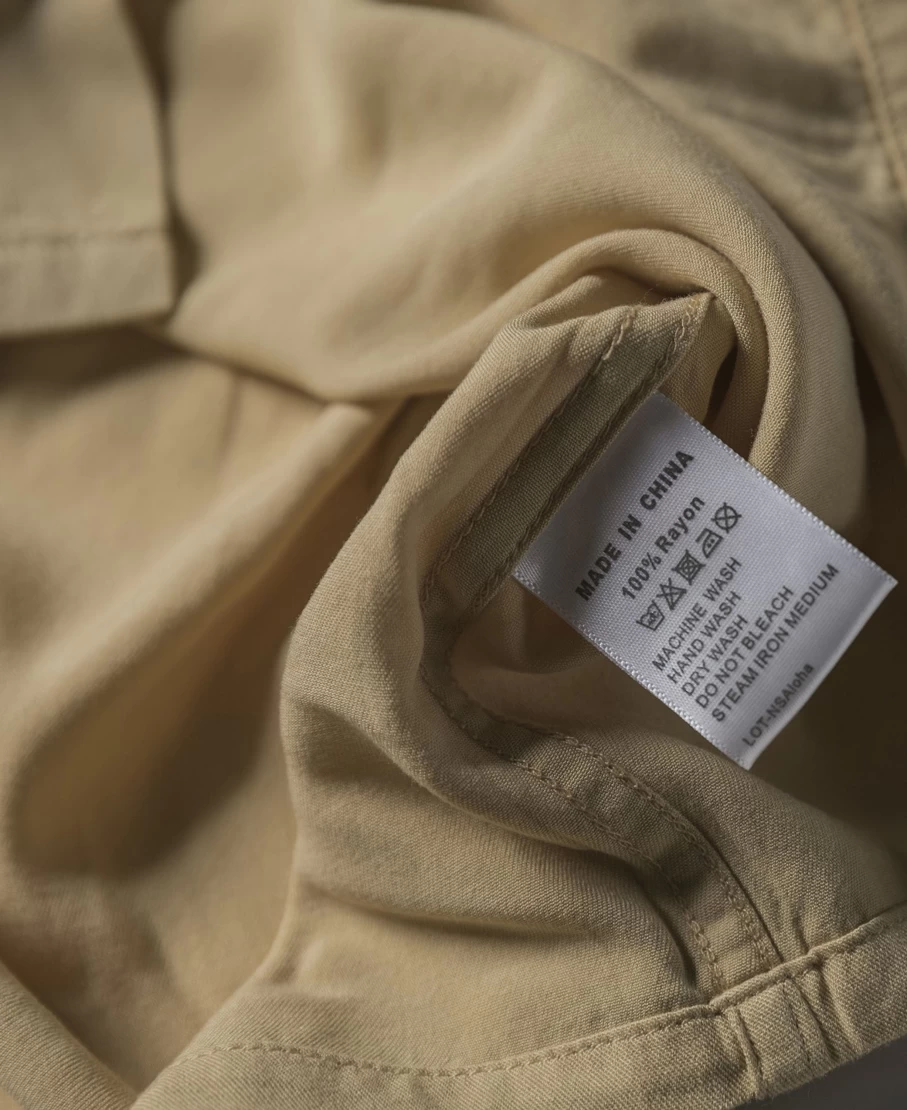 MADE IN CHINA
100% Rayon
MACHINE WASH
HAND WASH
DRY WASH
DO NOT BLEACH
STEAM IRON MEDIUM
LOT-NSAloha